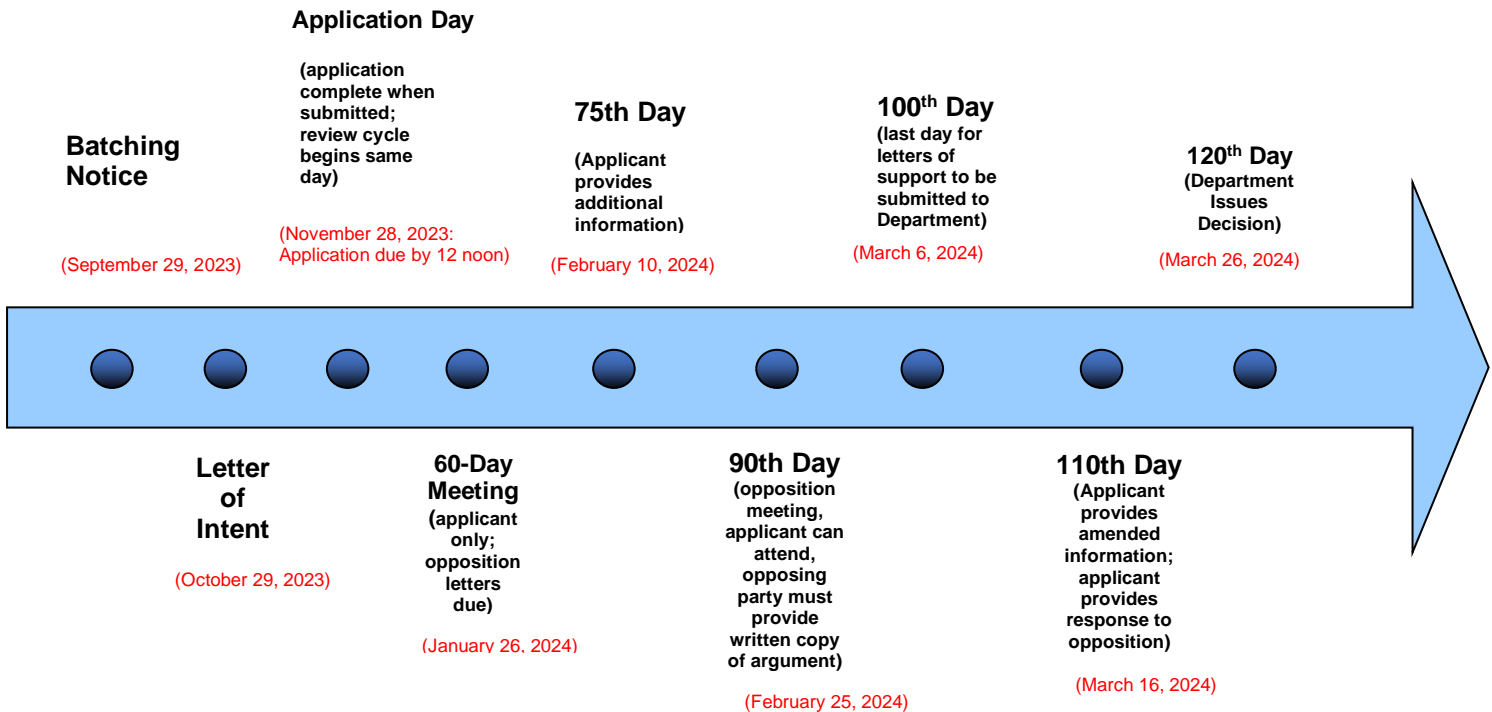 Batching
Notice
(September 29, 2023)
Letter
of
Intent
(October 29, 2023)
Application Day
(application
complete when
submitted;
review cycle
begins same
day)
(November 28, 2023:
Application due by 12 noon)
60-Day
Meeting
(applicant
only;
opposition
letters
due)
(January 26, 2024)
75th Day
(Applicant
provides
additional
information)
(February 10, 2024)
90th Day
(opposition
meeting,
applicant can
attend,
opposing
party must
provide
written copy
of argument)
(February 25, 2024)
100th Day
(last day for
letters of
support to be
submitted to
Department)
(March 6, 2024)
110th Day
(Applicant
provides
amended
information;
applicant
provides
response to
opposition)
(March 16, 2024)
120th Day
(Department
Issues
Decision)
(March 26, 2024)